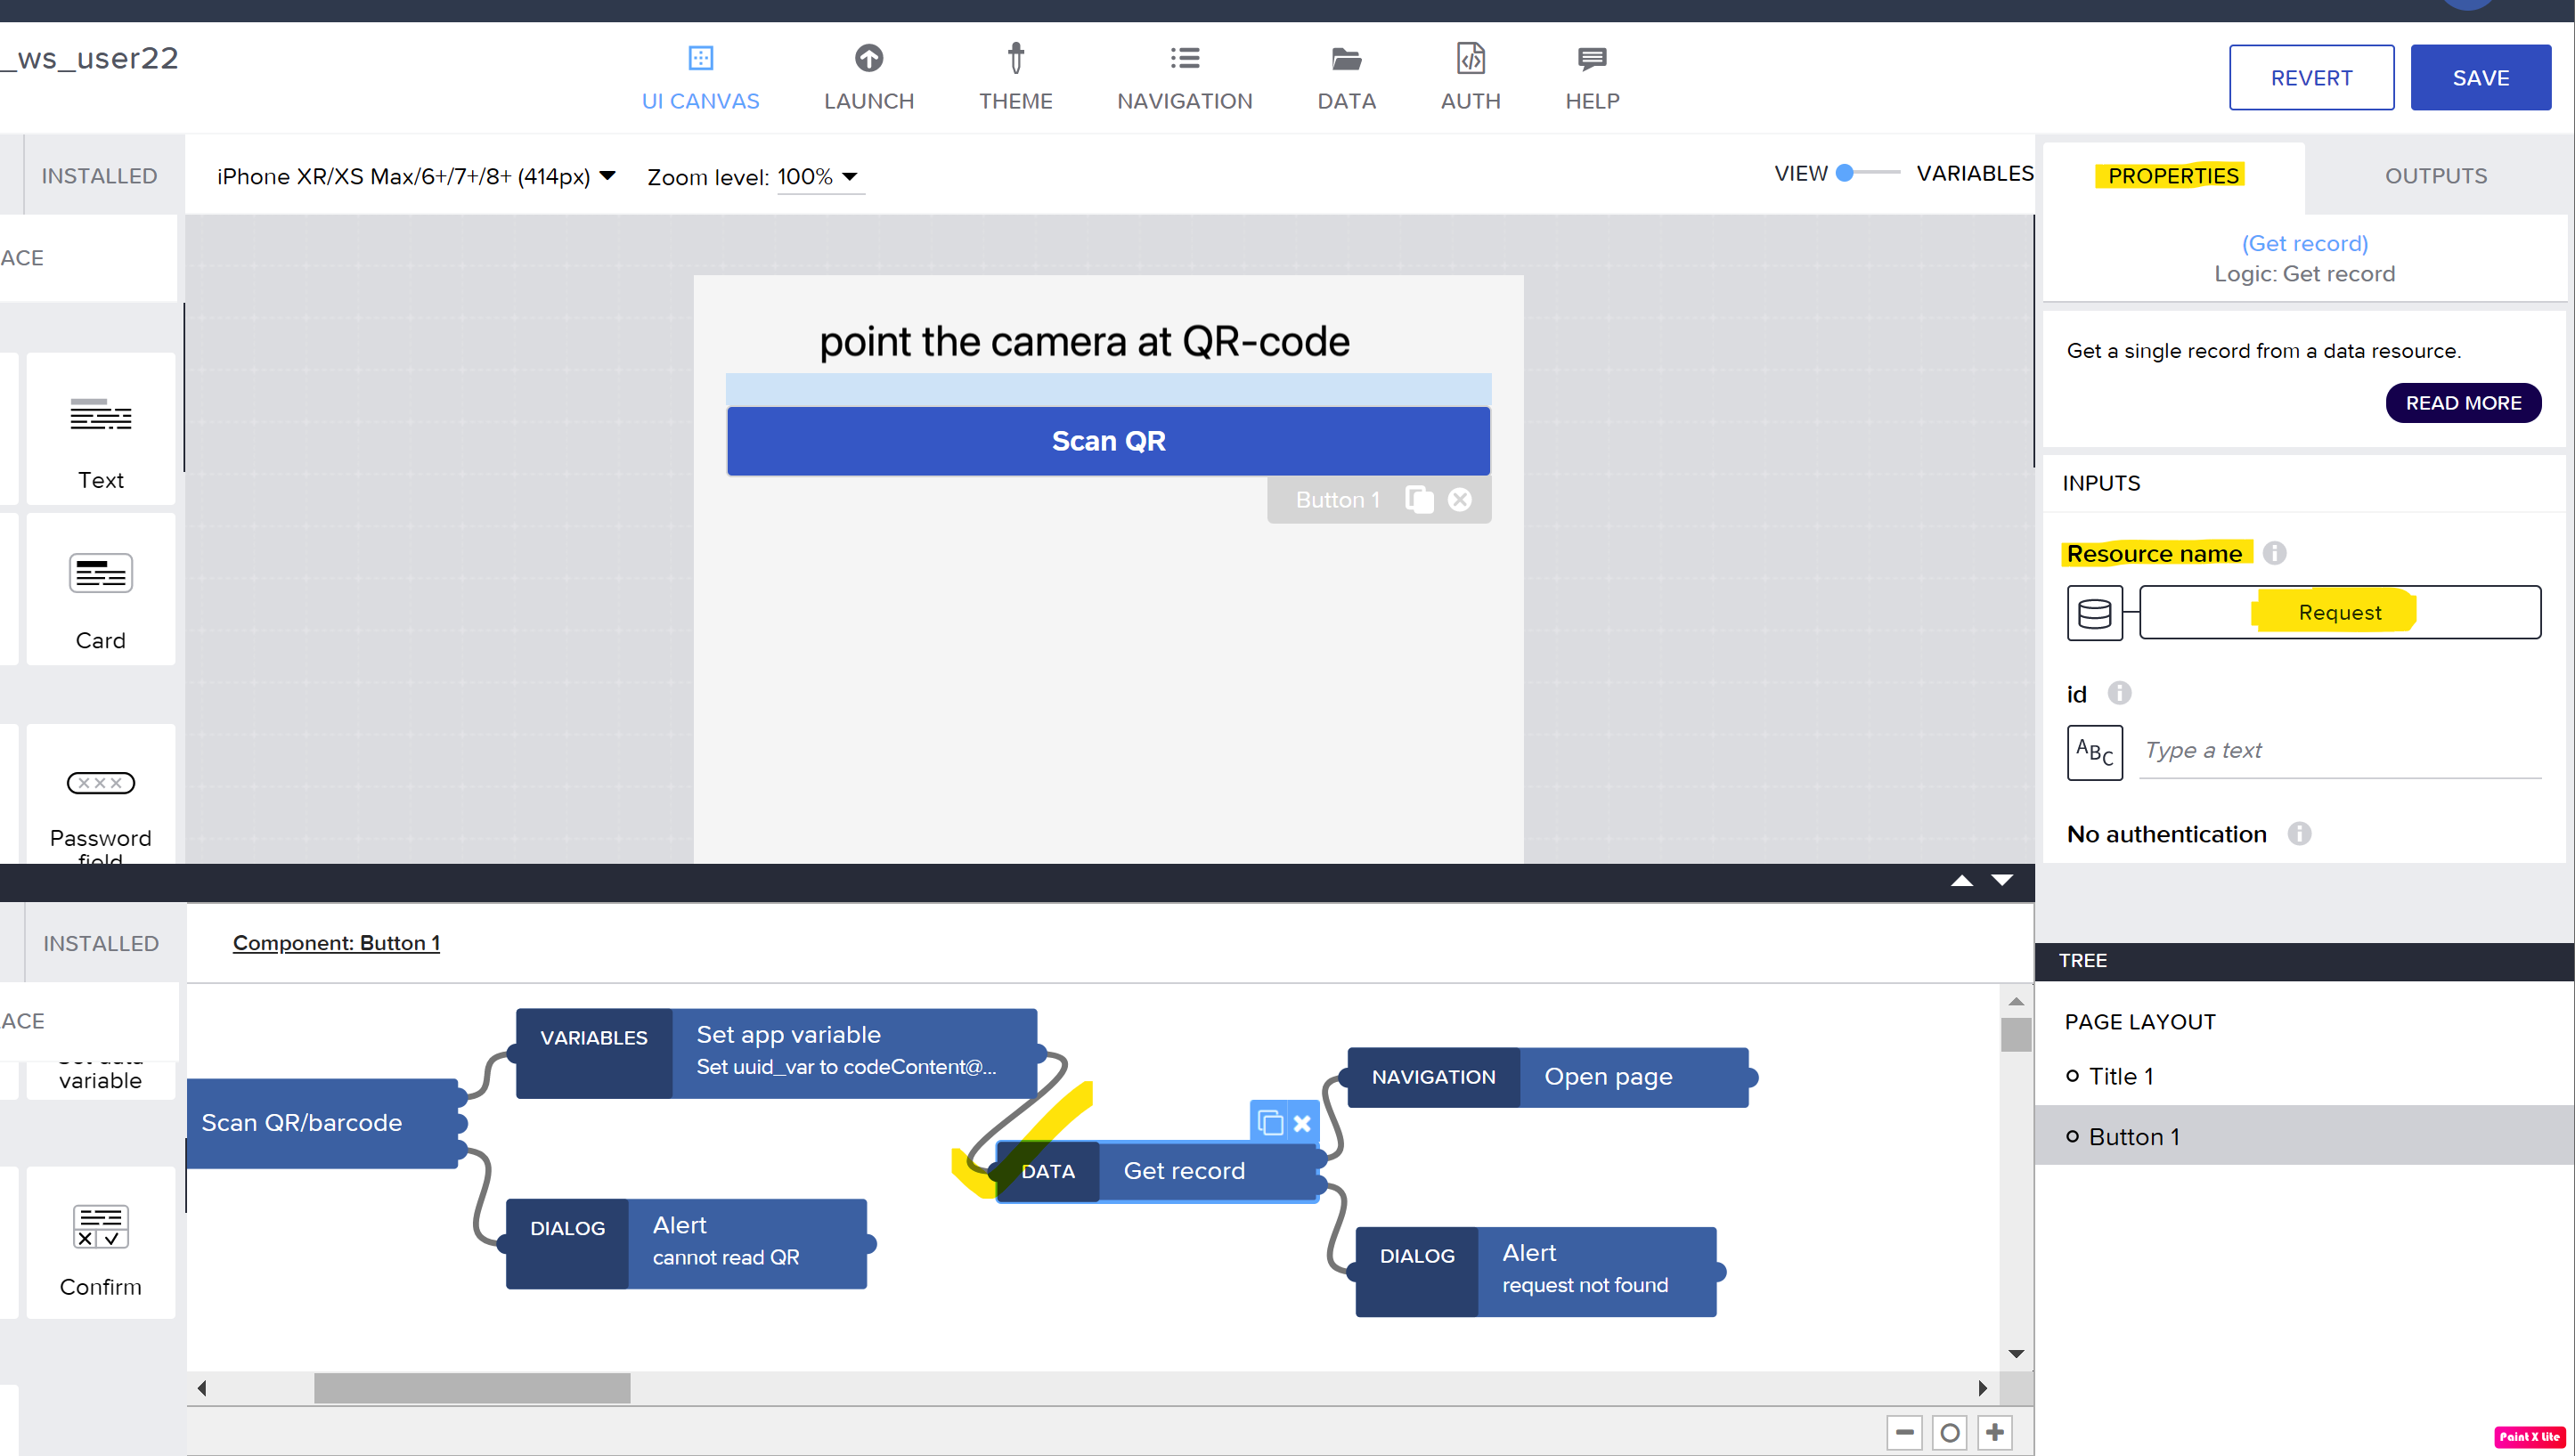 _ws_user22
UI CANVAS
LAUNCH
THEME
NAVIGATION
DATA
AUTH
HELP
REVERT
SAVE
INSTALLED
iPhone XR/XS Max/6+/7+/8+ (414px)
Zoom level: 100%
VIEW
VARIABLES
PROPERTIES
OUTPUTS
ACE
(Get record)
Logic: Get record
point the camera at QR-code
Get a single record from a data resource.
READ MORE
Scan QR
Button 1
Text
INPUTS
Resource name
Request
Card
id
ABC
Type a text
Password
field
No authentication
INSTALLED
Component: Button 1
TREE
ACE
PAGE LAYOUT
Title 1
Button 1
variable
Scan QR/barcode
VARIABLES
Set app variable
Set uuid_var to codeContent@...
NAVIGATION
Open page
DATA
Get record
DIALOG
Alert
cannot read QR
DIALOG
Alert
request not found
Confirm
Paint X Lite